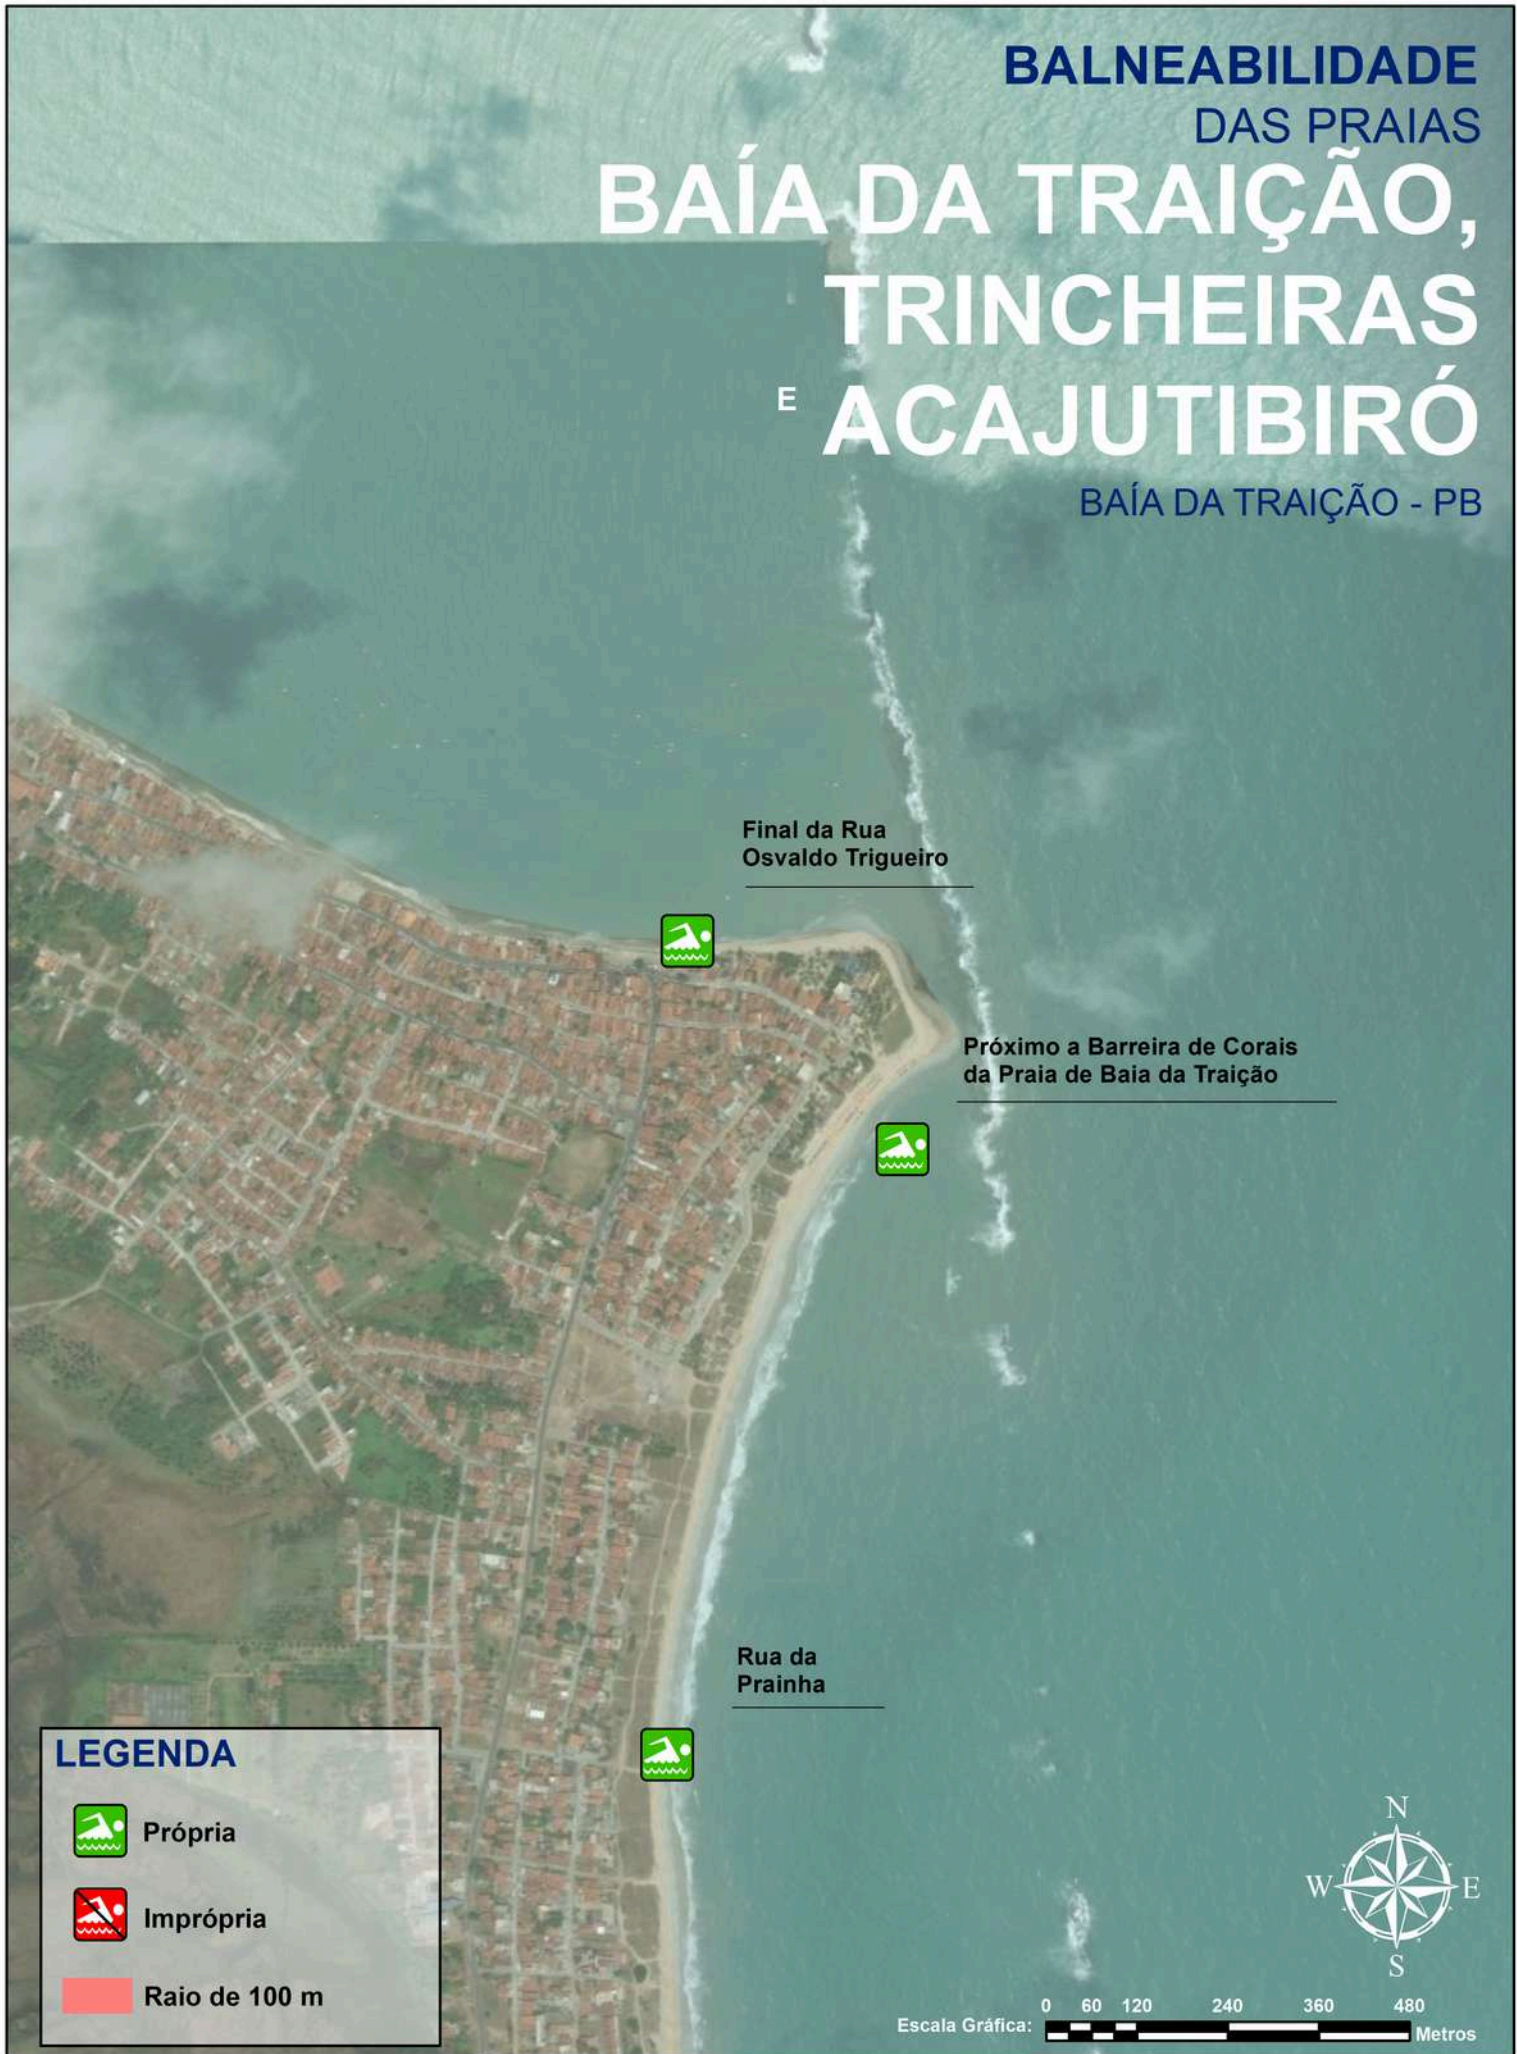 BALNEABILIDADE
DAS PRAIAS
BAÍA DA TRAIÇÃO,
TRINCHEIRAS
E ACAJUTIBIRÓ
BAÍA DA TRAIÇÃO - PB
Final da Rua
Osvaldo Trigueiro
Próximo a Barreira de Corais
da Praia de Baia da Traição
Rua da
Prainha
LEGENDA
Própria
Imprópria
Raio de 100 m
N
W E
S
0 60 120 240 360 480
Escala Gráfica: Metros